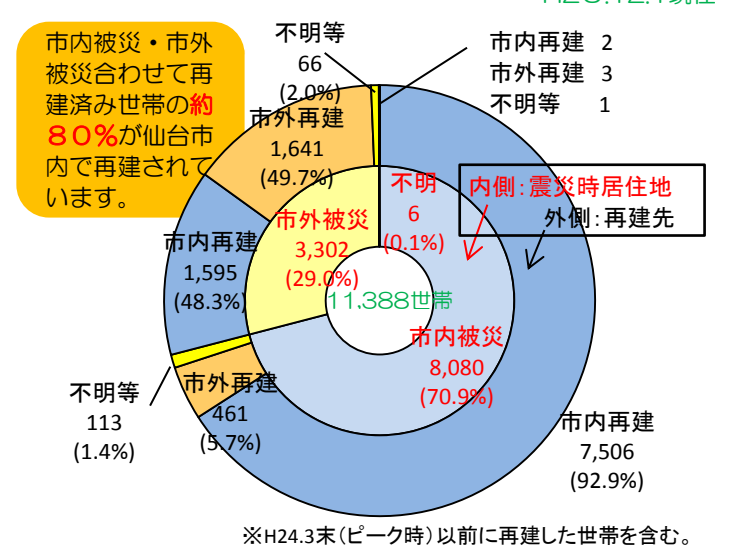 H28.12.1現在
市内被災・市外
被災合わせて再
建済み世帯の約
８０％が仙台市
内で再建されて
います。
不明等
66
(2.0%)
市内再建 2
市外再建 3
不明等 1
市外再建
1,641
(49.7%)
不明
6
(0.1%)
内側：震災時居住地
外側：再建先
市外被災
3,302
(29.0%)
市内再建
1,595
(48.3%)
11,388世帯
市内被災
8,080
(70.9%)
不明等
113
(1.4%)
市外再建
461
(5.7%)
市内再建
7,506
(92.9%)
※H24.3末（ピーク時）以前に再建した世帯を含む。